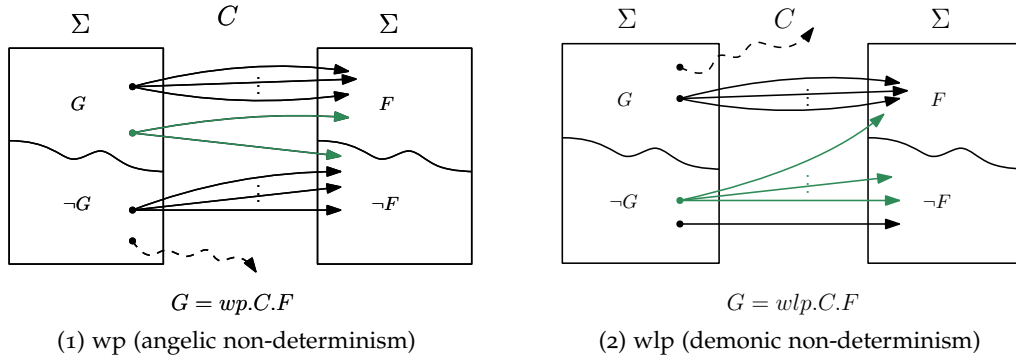 Σ C Σ
G F
¬G ¬F
G = wp.C.F
(1) wp (angelic non-determinism)
Σ C Σ
G F
¬G ¬F
G = wlp.C.F
(2) wlp (demonic non-determinism)